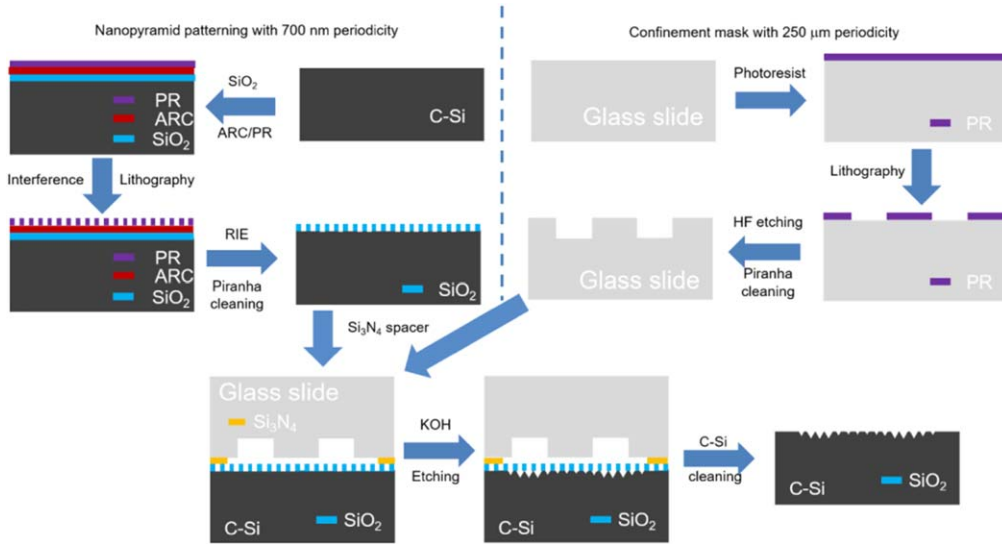 Nanopyramid patterning with 700 nm periodicity
Confinement mask with 250 μm periodicity
PR
ARC
SiO₂
SiO₂
ARC/PR
C-Si
Glass slide
Photoresist
PR
Interference
Lithography
Lithography
PR
ARC
SiO₂
RIE
Piranha
cleaning
SiO₂
Glass slide
HF etching
Piranha
cleaning
PR
Si₃N₄ spacer
Glass slide
Si₃N₄
C-Si
SiO₂
KOH
Etching
C-Si
SiO₂
C-Si
cleaning
C-Si
SiO₂